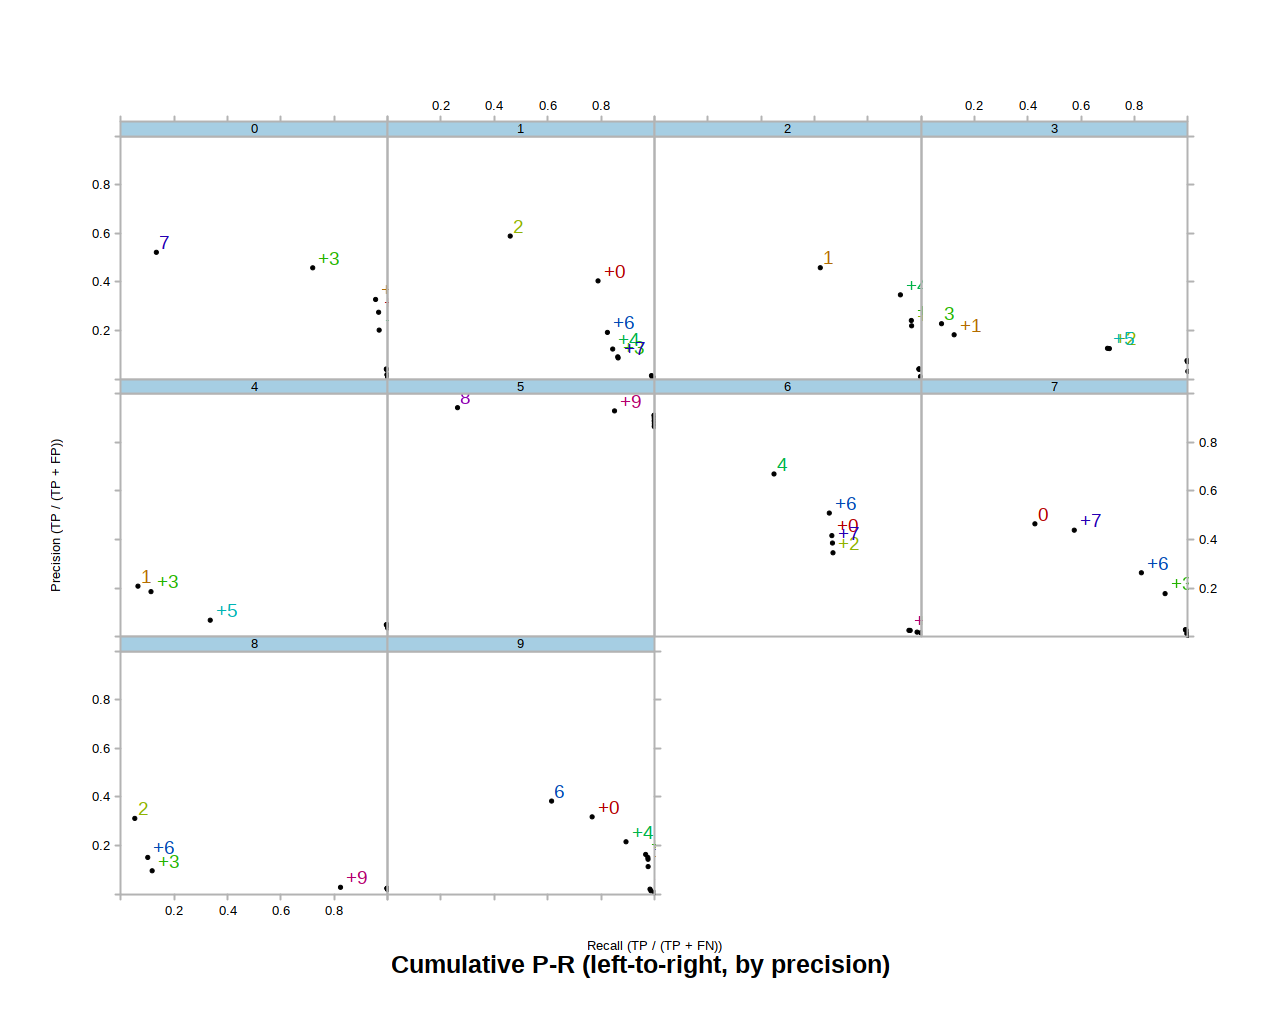 0.2 0.4 0.6 0.8 0.2 0.4 0.6 0.8
0 1 2 3
0.8
0.6
0.4
0.2
7 +3
2 +0 +6 +4 +7
1 +4
3 +1 +5
4 5 6 7
1 +3 +5
8 +9
4 +6 +0 +7 +2
0 +7 +6 +3
0.8
0.6
0.4
0.2
Precision (TP / (TP + FP))
8 9
0.8
0.6
0.4
0.2
2 +6 +3 +9
6 +0 +4
0.2 0.4 0.6 0.8
Recall (TP / (TP + FN))
Cumulative P-R (left-to-right, by precision)